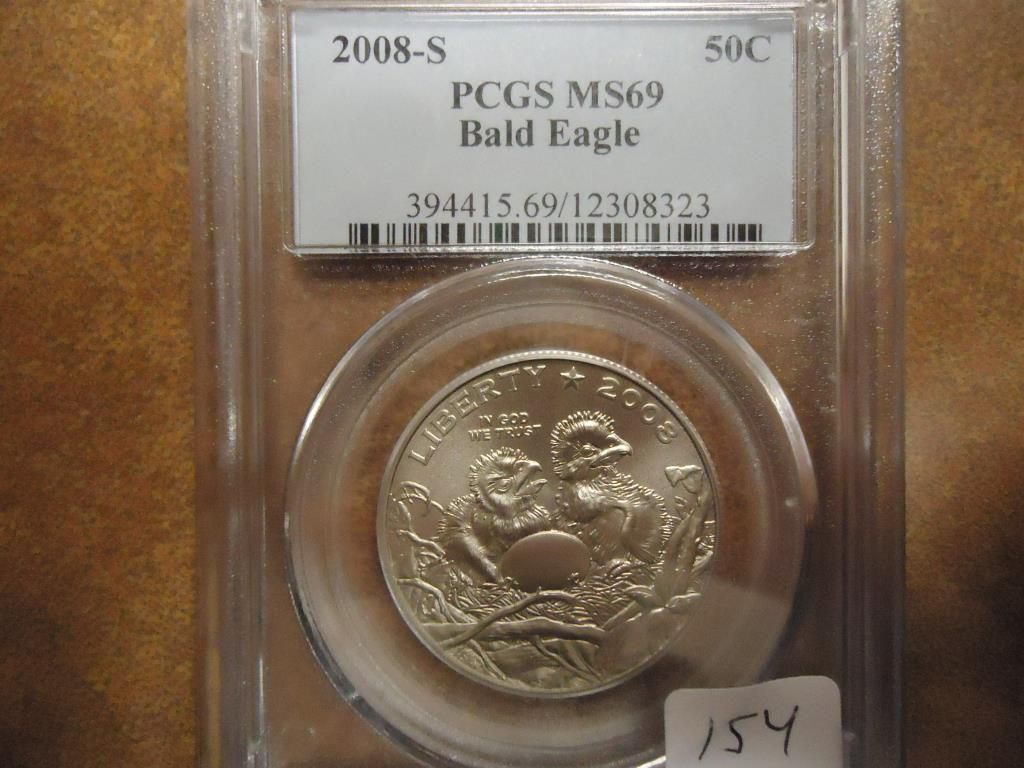 2008-S 50C
PCGS MS69
Bald Eagle
394415.69/12308323
LIBERTY ★ 2008
IN GOD
WE TRUST
154